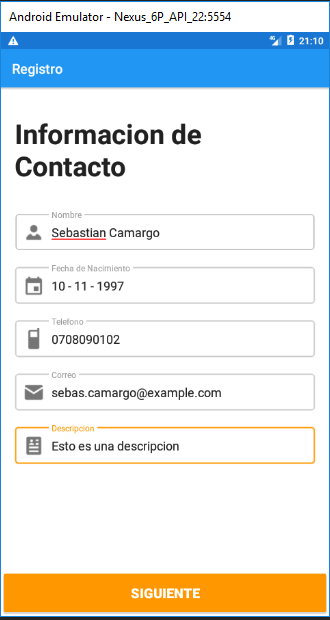 Android Emulator - Nexus_6P_API_22:5554
4G 21:10
Registro
Informacion de
Contacto
Nombre
Sebastian Camargo
Fecha de Nacimiento
10 - 11 - 1997
Telefono
0708090102
Correo
sebas.camargo@example.com
Descripcion
Esto es una descripcion
SIGUIENTE